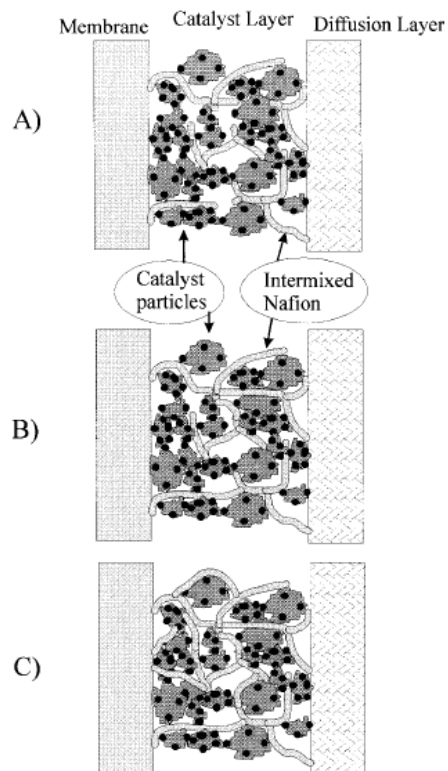 Membrane Catalyst Layer Diffusion Layer
A)
Catalyst Intermixed
particles Nafion
B)
C)